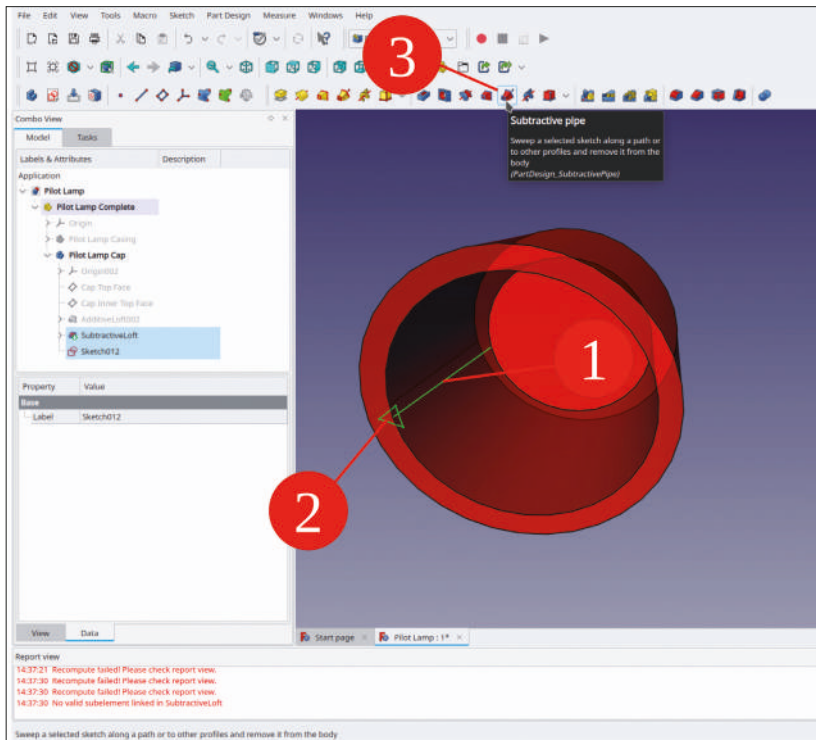 File Edit View Tools Macro Sketch Part Design Measure Windows Help
3
Subtractive pipe
Sweep a selected sketch along a path or
to other profiles and remove it from the
body
(PartDesign_SubtractivePipe)
Combo View
Model Tasks
Labels & Attributes Description
Application
Pilot Lamp
Pilot Lamp Complete
Origin
Pilot Lamp Casing
Pilot Lamp Cap
Origin002
Cap Top Face
Cap Inner Top Face
AdditiveLoft002
SubtractiveLoft
Sketch012
1
Property Value
Base
Label Sketch012
2
View Data
Start page
Pilot Lamp : 1*
Report view
14:37:21 Recompute failed! Please check report view.
14:37:30 Recompute failed! Please check report view.
14:37:30 Recompute failed! Please check report view.
14:37:30 No valid subelement linked in SubtractiveLoft
Sweep a selected sketch along a path or to other profiles and remove it from the body